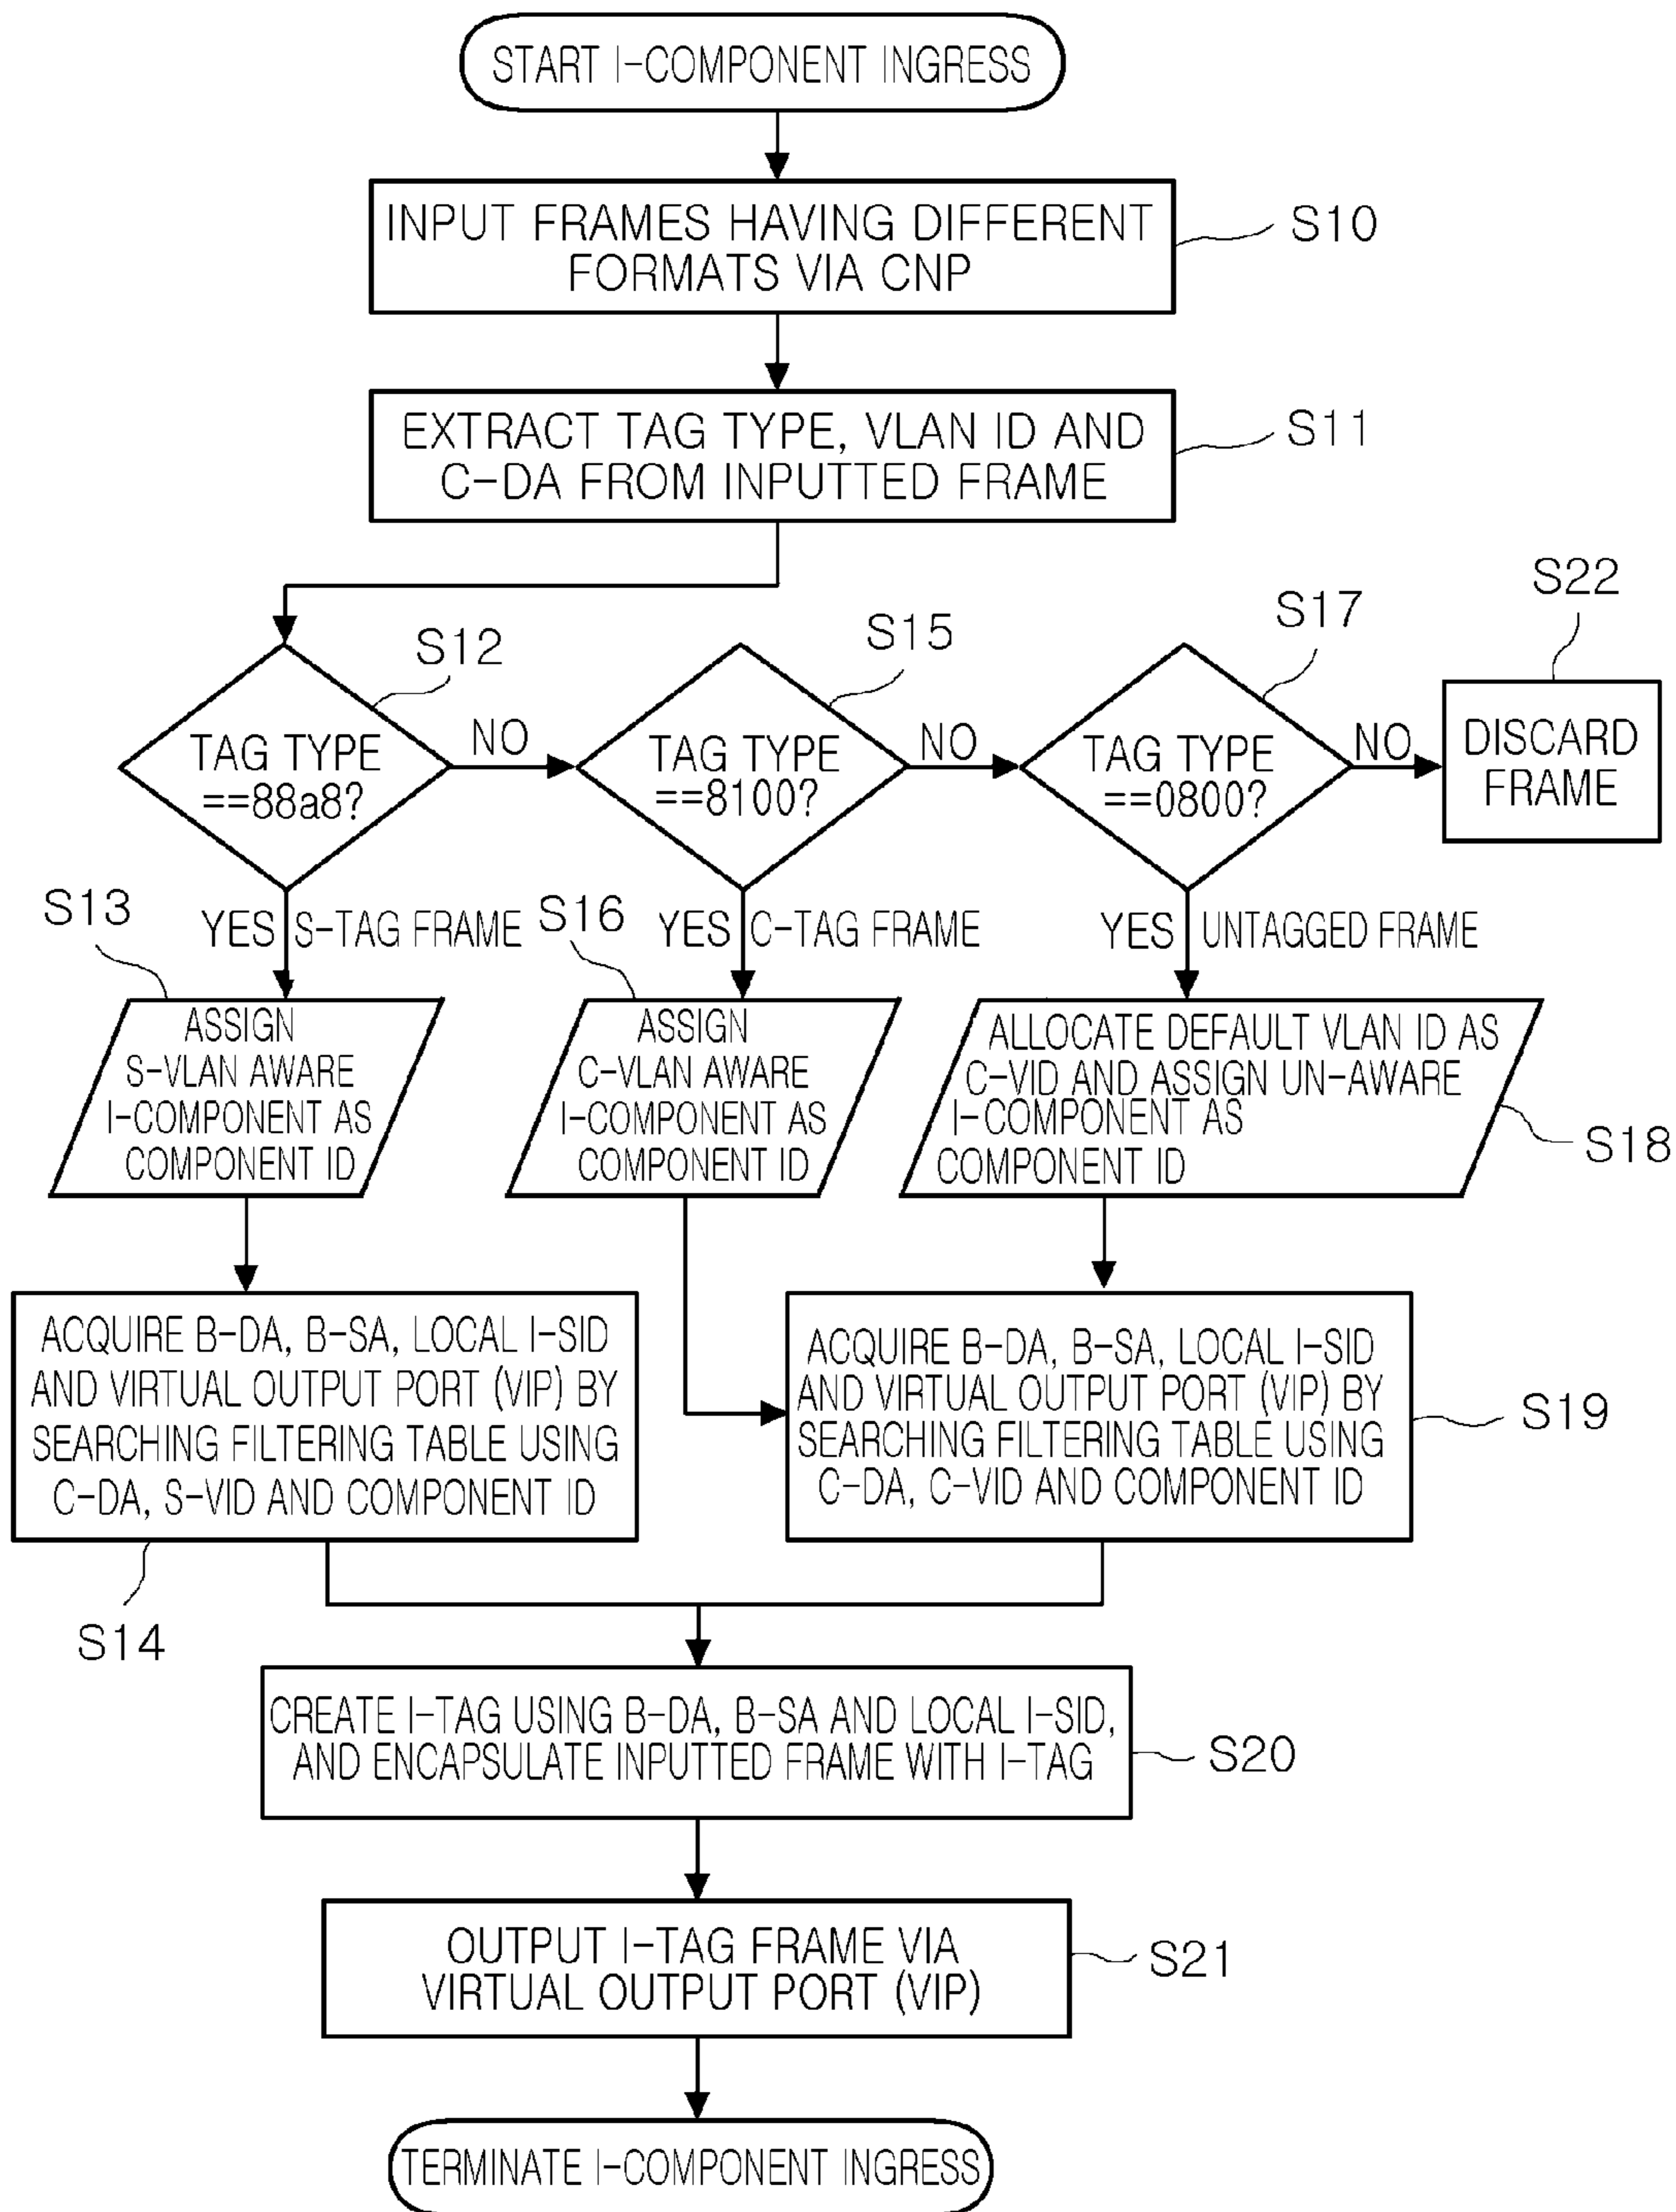 START I-COMPONENT INGRESS
INPUT FRAMES HAVING DIFFERENT
FORMATS VIA CNP
S10
EXTRACT TAG TYPE, VLAN ID AND
C-DA FROM INPUTTED FRAME
S11
S12
TAG TYPE
==88a8?
NO
S15
TAG TYPE
==8100?
NO
S17
TAG TYPE
==0800?
NO
S22
DISCARD
FRAME
YES
S-TAG FRAME
YES
C-TAG FRAME
YES
UNTAGGED FRAME
S13
ASSIGN
S-VLAN AWARE
I-COMPONENT AS
COMPONENT ID
S16
ASSIGN
C-VLAN AWARE
I-COMPONENT AS
COMPONENT ID
ALLOCATE DEFAULT VLAN ID AS
C-VID AND ASSIGN UN-AWARE
I-COMPONENT AS
COMPONENT ID
S18
ACQUIRE B-DA, B-SA, LOCAL I-SID
AND VIRTUAL OUTPUT PORT (VIP) BY
SEARCHING FILTERING TABLE USING
C-DA, S-VID AND COMPONENT ID
S14
ACQUIRE B-DA, B-SA, LOCAL I-SID
AND VIRTUAL OUTPUT PORT (VIP) BY
SEARCHING FILTERING TABLE USING
C-DA, C-VID AND COMPONENT ID
S19
CREATE I-TAG USING B-DA, B-SA AND LOCAL I-SID,
AND ENCAPSULATE INPUTTED FRAME WITH I-TAG
S20
OUTPUT I-TAG FRAME VIA
VIRTUAL OUTPUT PORT (VIP)
S21
TERMINATE I-COMPONENT INGRESS